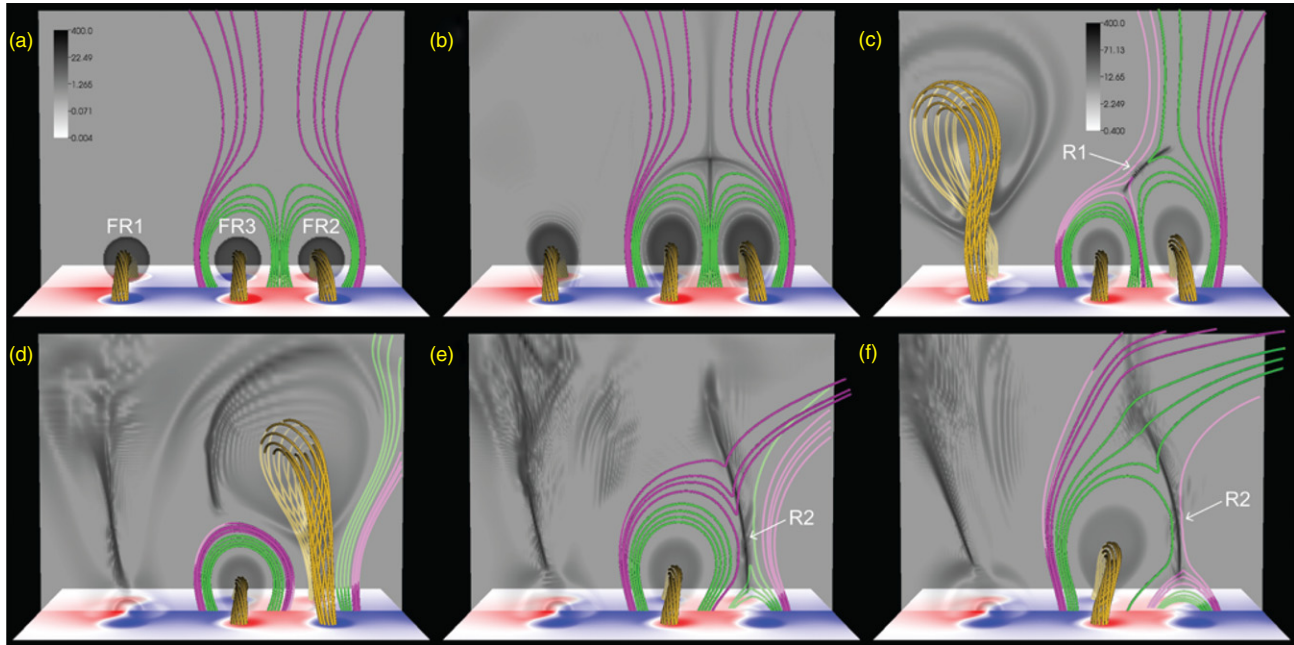 (a)
400.0
22.49
1.265
0.071
0.004
FR1
FR3
FR2
(b)
(c)
400.0
71.13
12.65
2.249
0.400
R1
(d)
(e)
R2
(f)
R2